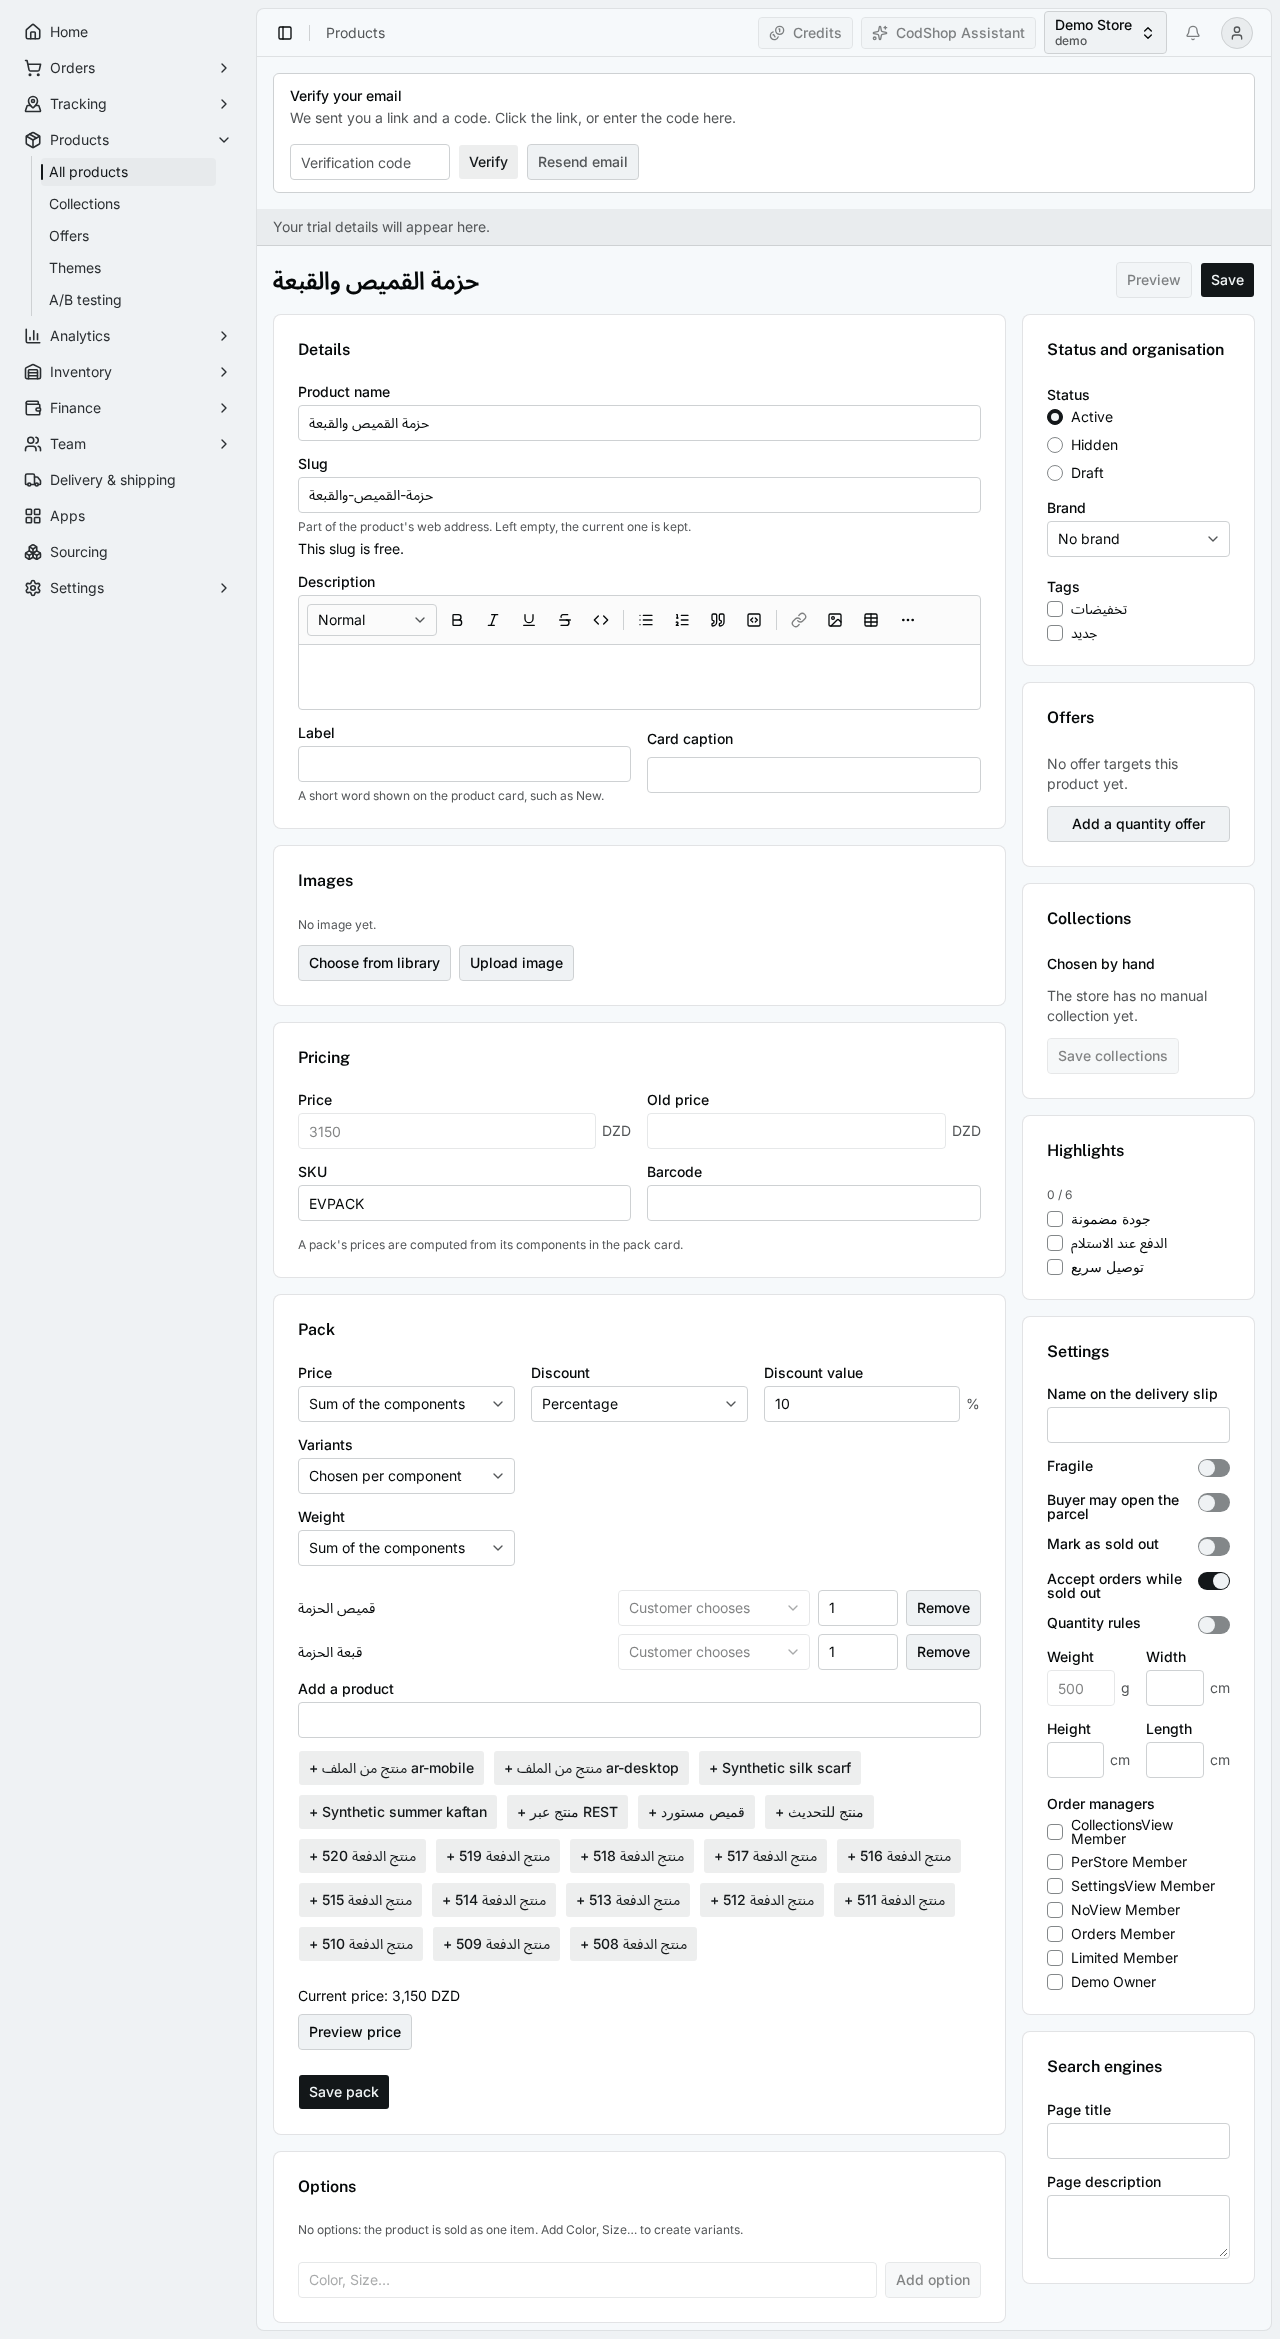 Home
Orders
Tracking
Products
All products
Collections
Offers
Themes
A/B testing
Analytics
Inventory
Finance
Team
Delivery & shipping
Apps
Sourcing
Settings
Products
Credits
CodShop Assistant
Demo Store
demo
Verify your email
We sent you a link and a code. Click the link, or enter the code here.
Verification code
Verify
Resend email
Your trial details will appear here.
حزمة القميص والقبعة
Preview
Save
Details
Product name
حزمة القميص والقبعة
Slug
حزمة-القميص-والقبعة
Part of the product's web address. Left empty, the current one is kept.
This slug is free.
Description
Normal
Label
Card caption
A short word shown on the product card, such as New.
Images
No image yet.
Choose from library
Upload image
Pricing
Price
Old price
3150 DZD
DZD
SKU
Barcode
EVPACK
A pack's prices are computed from its components in the pack card.
Pack
Price
Discount
Discount value
Sum of the components
Percentage
10 %
Variants
Chosen per component
Weight
Sum of the components
قميص الحزمة
Customer chooses
1
Remove
قبعة الحزمة
Customer chooses
1
Remove
Add a product
+ منتج من الملف ar-mobile
+ منتج من الملف ar-desktop
+ Synthetic silk scarf
+ Synthetic summer kaftan
+ منتج عبر REST
+ قميص مستورد
+ منتج للتحديث
+ منتج الدفعة 520
+ منتج الدفعة 519
+ منتج الدفعة 518
+ منتج الدفعة 517
+ منتج الدفعة 516
+ منتج الدفعة 515
+ منتج الدفعة 514
+ منتج الدفعة 513
+ منتج الدفعة 512
+ منتج الدفعة 511
+ منتج الدفعة 510
+ منتج الدفعة 509
+ منتج الدفعة 508
Current price: 3,150 DZD
Preview price
Save pack
Options
No options: the product is sold as one item. Add Color, Size... to create variants.
Color, Size...
Add option
Status and organisation
Status
Active
Hidden
Draft
Brand
No brand
Tags
تخفيضات
جديد
Offers
No offer targets this
product yet.
Add a quantity offer
Collections
Chosen by hand
The store has no manual
collection yet.
Save collections
Highlights
0 / 6
جودة مضمونة
الدفع عند الاستلام
توصيل سريع
Settings
Name on the delivery slip
Fragile
Buyer may open the
parcel
Mark as sold out
Accept orders while
sold out
Quantity rules
Weight
Width
500 g
cm
Height
Length
cm
cm
Order managers
CollectionsView
Member
PerStore Member
SettingsView Member
NoView Member
Orders Member
Limited Member
Demo Owner
Search engines
Page title
Page description